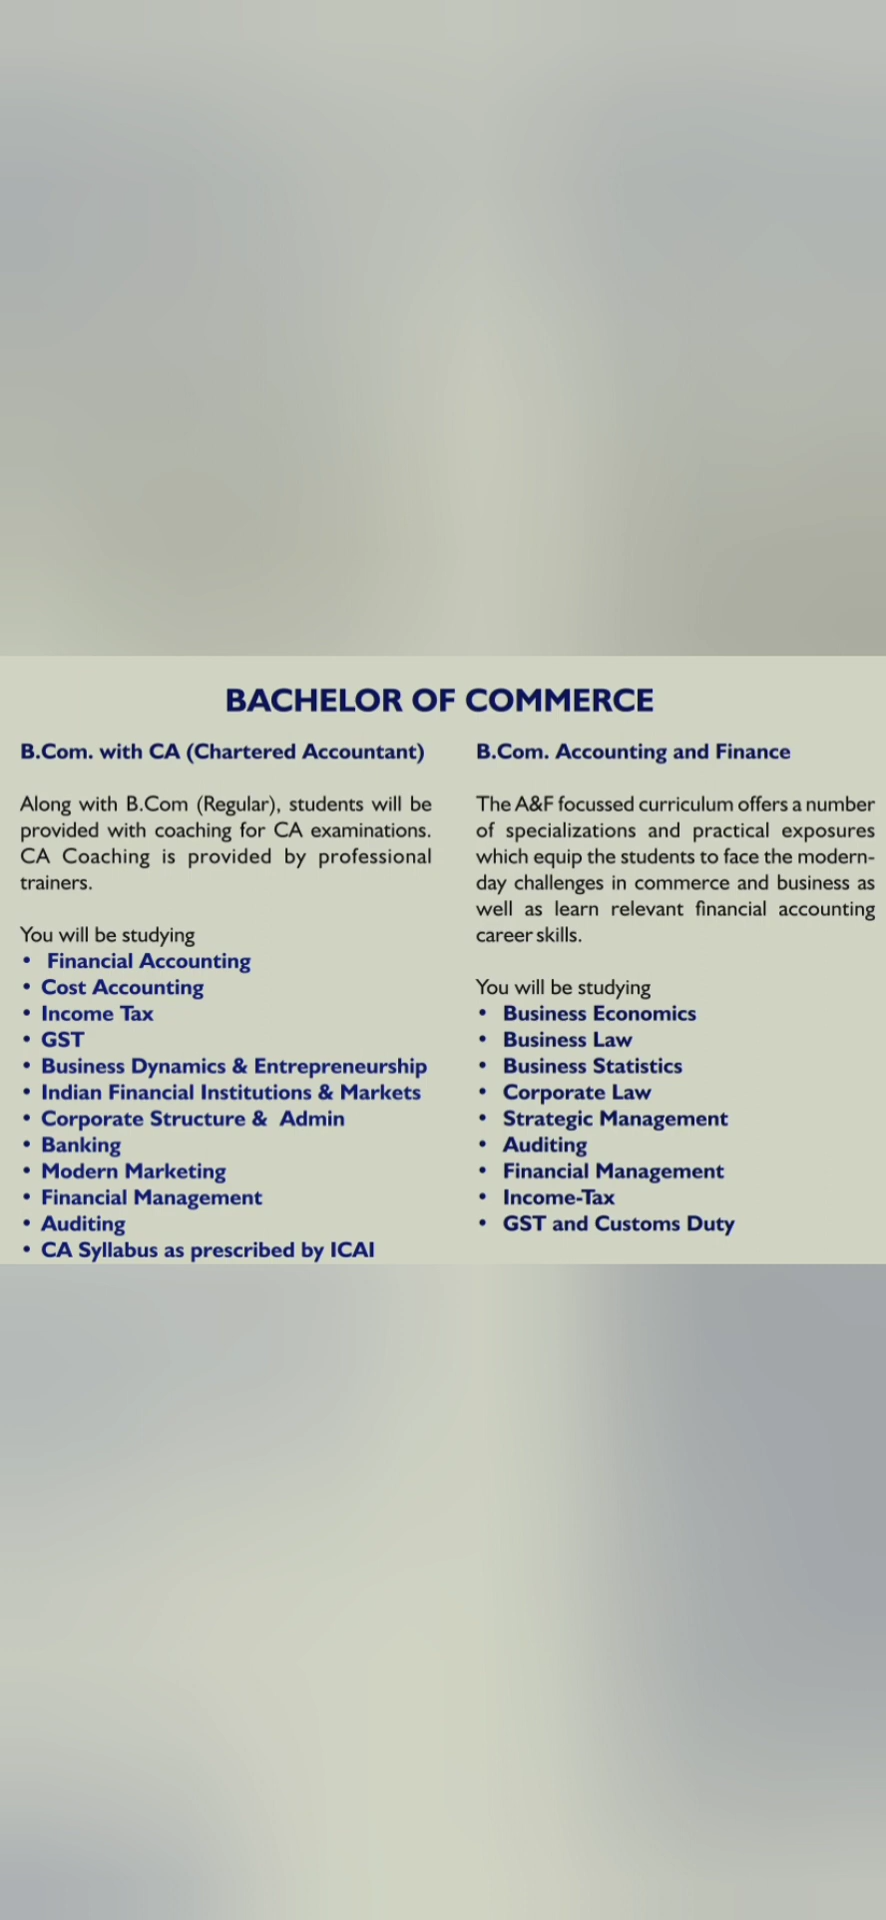 BACHELOR OF COMMERCE
B.Com. with CA (Chartered Accountant)
Along with B.Com (Regular), students will be
provided with coaching for CA examinations.
CA Coaching is provided by professional
trainers.
You will be studying
• Financial Accounting
• Cost Accounting
• Income Tax
• GST
• Business Dynamics & Entrepreneurship
• Indian Financial Institutions & Markets
• Corporate Structure & Admin
• Banking
• Modern Marketing
• Financial Management
• Auditing
• CA Syllabus as prescribed by ICAI
B.Com. Accounting and Finance
The A&F focussed curriculum offers a number
of specializations and practical exposures
which equip the students to face the modern-
day challenges in commerce and business as
well as learn relevant financial accounting
career skills.
You will be studying
• Business Economics
• Business Law
• Business Statistics
• Corporate Law
• Strategic Management
• Auditing
• Financial Management
• Income-Tax
• GST and Customs Duty